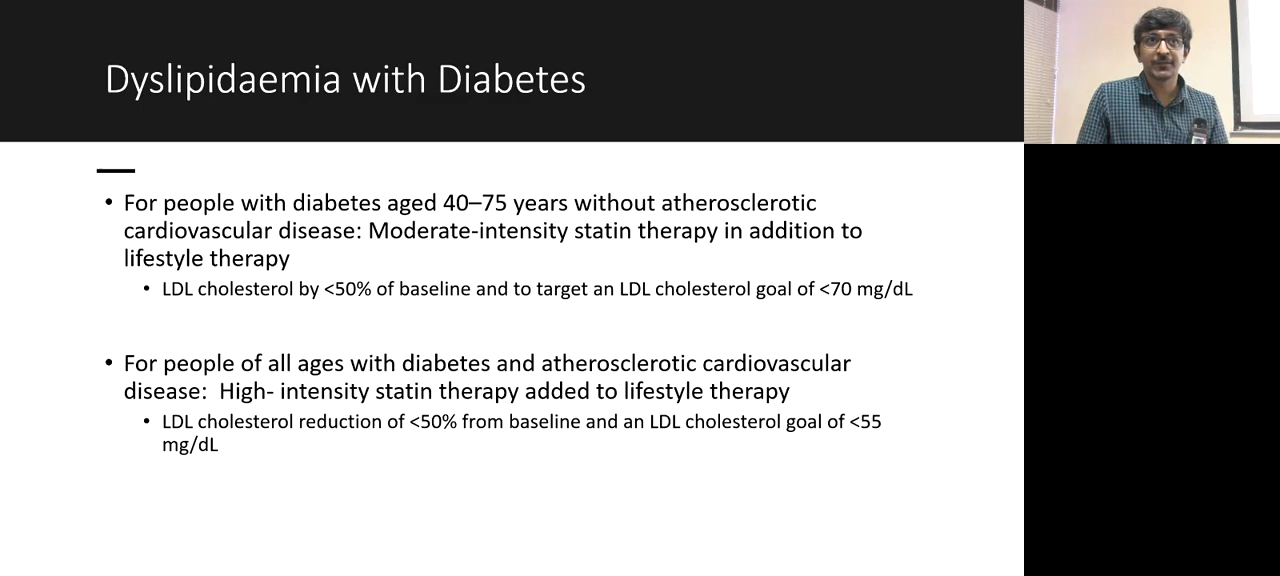 Dyslipidaemia with Diabetes
• For people with diabetes aged 40–75 years without atherosclerotic
cardiovascular disease: Moderate-intensity statin therapy in addition to
lifestyle therapy
• LDL cholesterol by <50% of baseline and to target an LDL cholesterol goal of <70 mg/dL
• For people of all ages with diabetes and atherosclerotic cardiovascular
disease:  High- intensity statin therapy added to lifestyle therapy
• LDL cholesterol reduction of <50% from baseline and an LDL cholesterol goal of <55
mg/dL